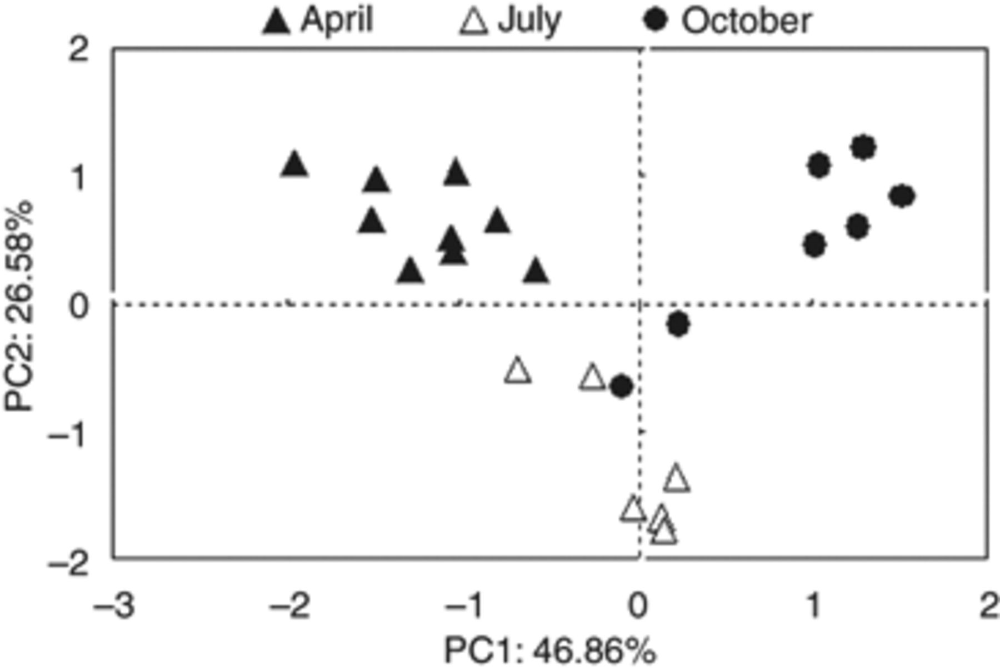 April July October
2
1
0
–1
–2
PC2: 26.58%
–3 –2 –1 0 1 2
PC1: 46.86%